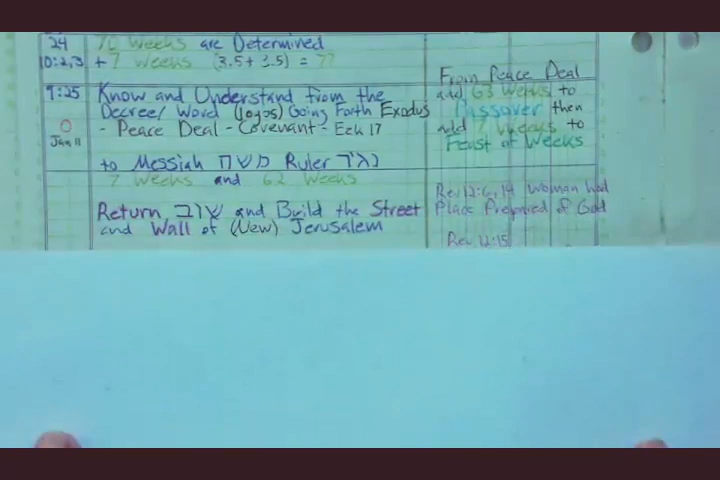 24 70 Weeks are Determined
10:2,3 + 7 Weeks (3.5 + 3.5) = 77
9:25 Know and Understand from the
Decree/ Word (logos) Going Forth Exodus
0 - Peace Deal - Covenant - Ezk 17
Jan 11
to Messiah משח Ruler נגיד
7 Weeks and 62 Weeks
Return שוב and Build the Street
and Wall of (New) Jerusalem
From Peace Deal
add 63 Weeks to
Passover then
add 7 Weeks to
Feast of Weeks
Rev 12:6,14 Woman Had
Place Prepared of God
Rev 12:15